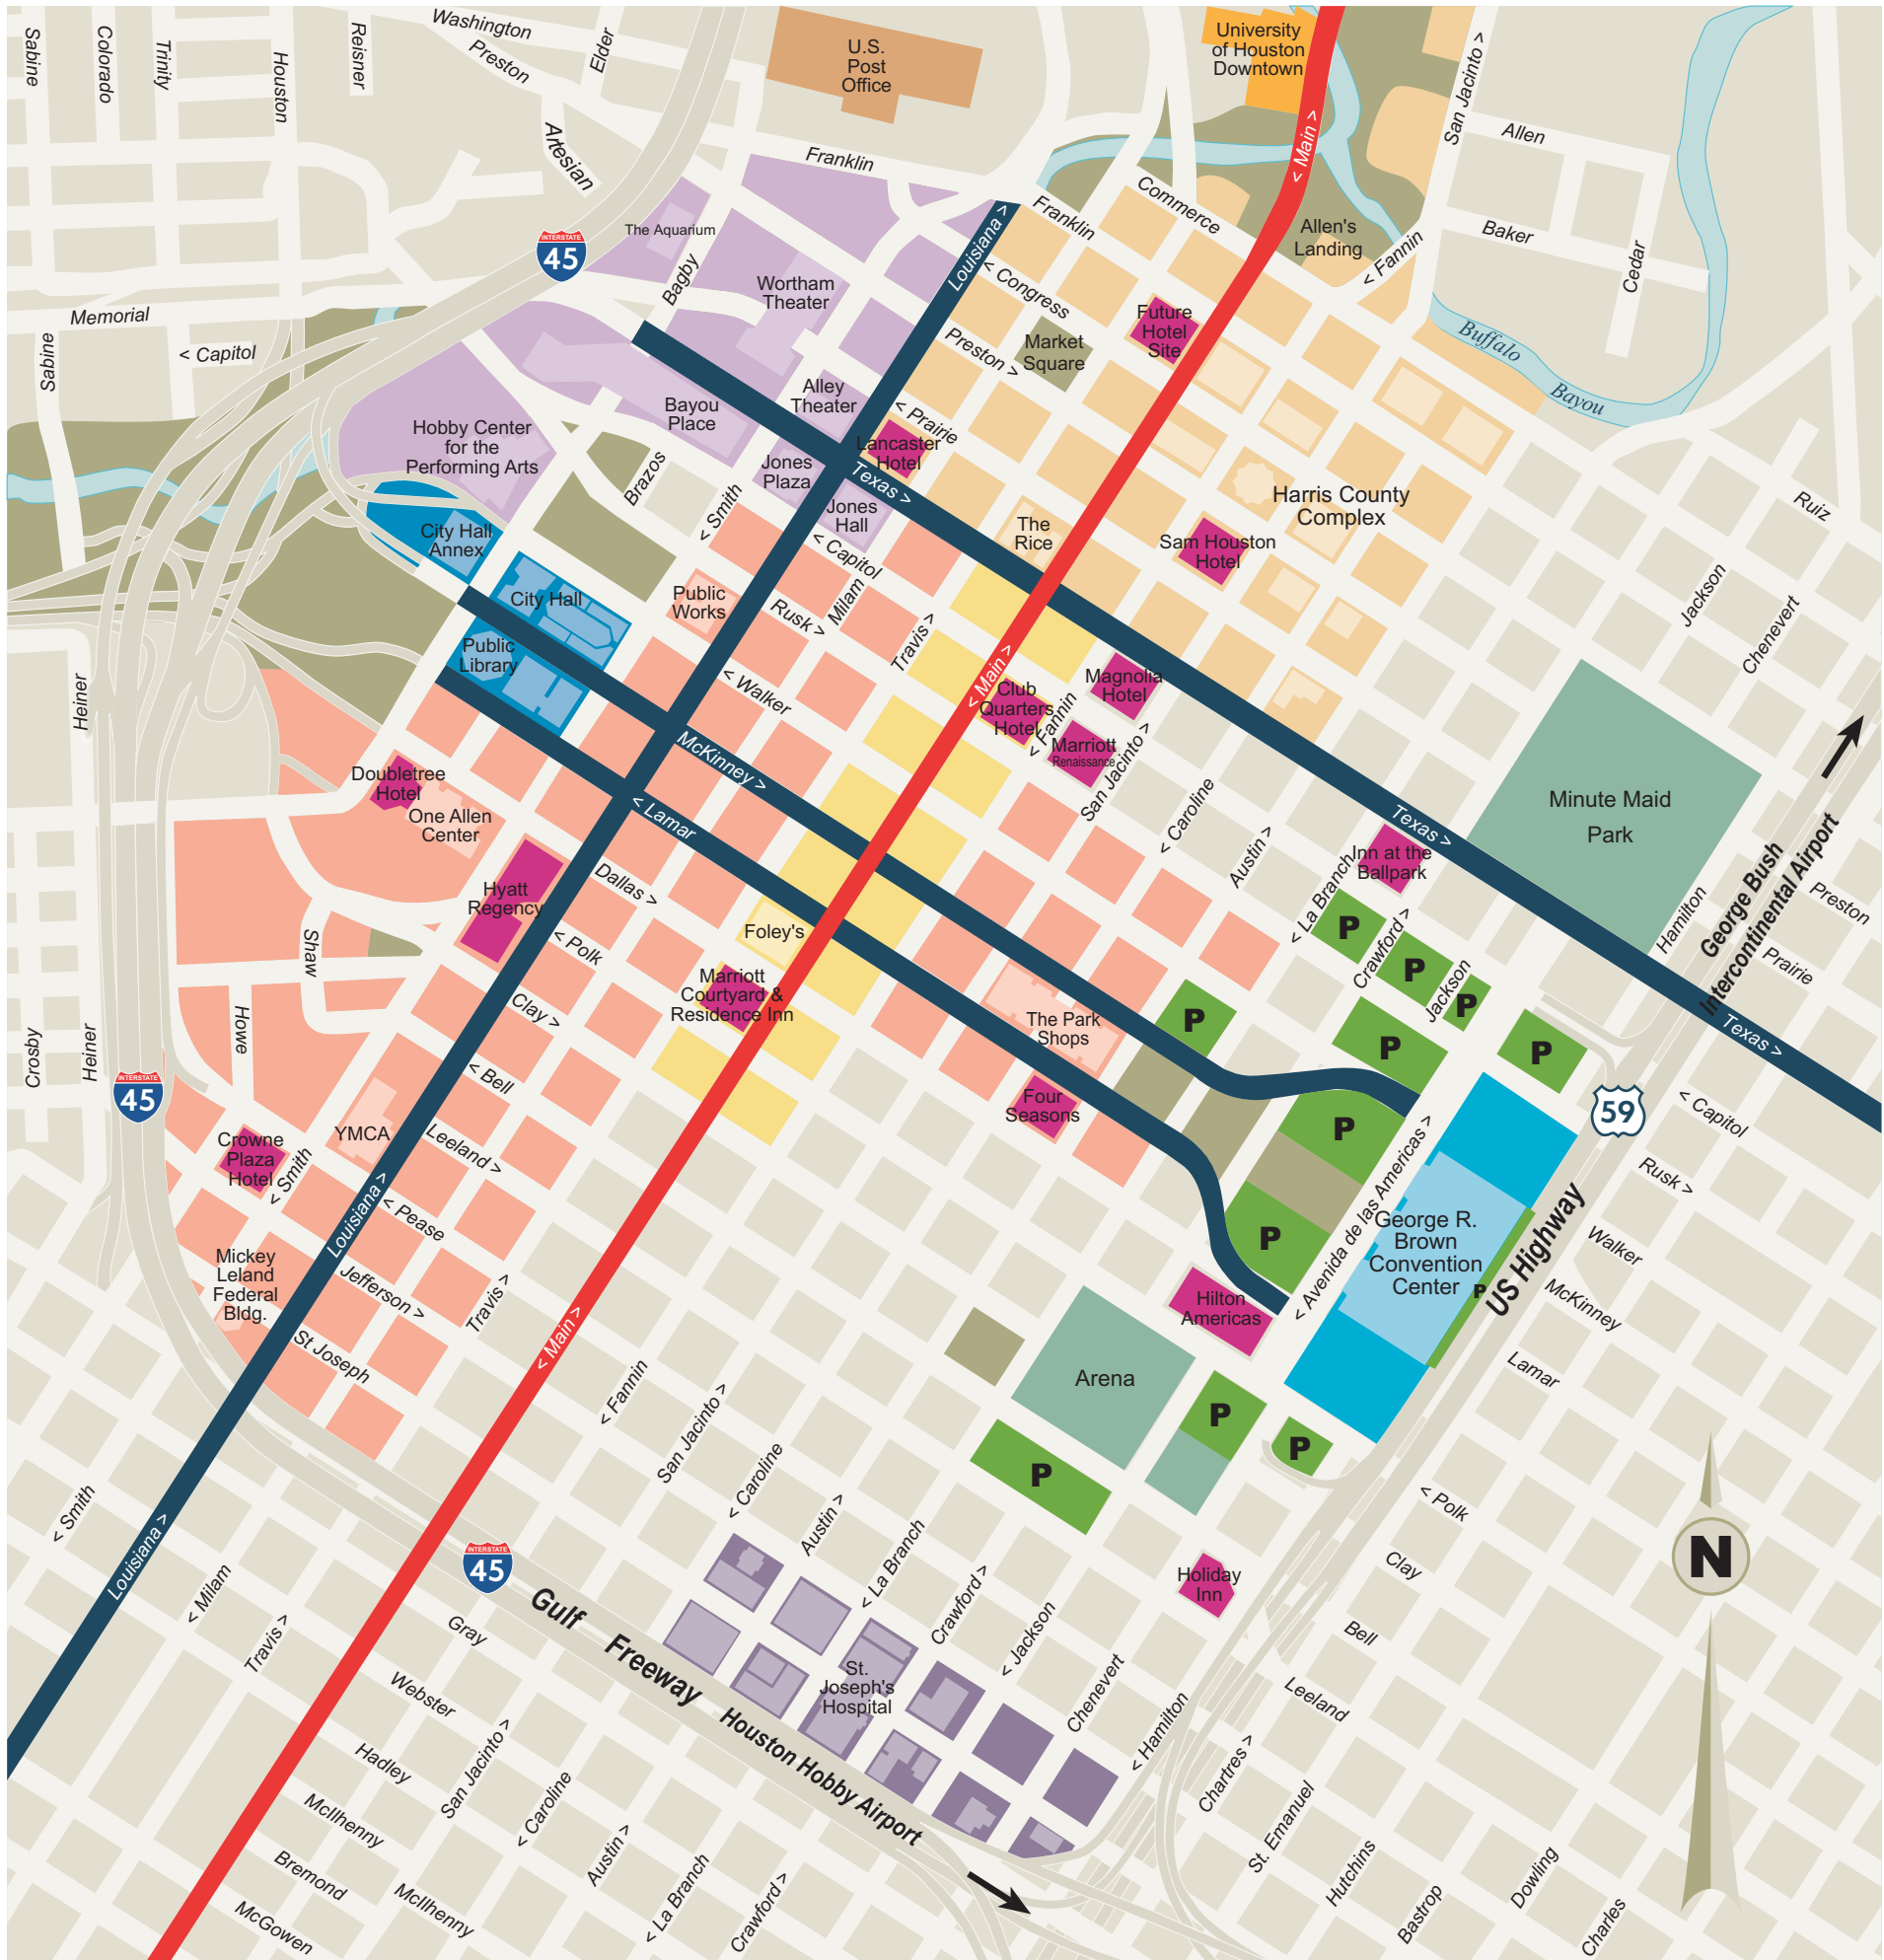 Sabine
Colorado
Trinity
Houston
Reisner
Washington
Preston
Elder
Artesian
U.S.
Post
Office
University
of Houston
Downtown
< Main >
San Jacinto >
Allen
Baker
Cedar
Franklin
Commerce
Franklin
Allen's
Landing
< Fannin
The Aquarium
INTERSTATE
45
Bagby
Louisiana >
< Congress
Wortham
Theater
Future
Hotel
Site
Market
Square
Preston >
Buffalo
Bayou
Memorial
< Capitol
Sabine
Alley
Theater
Bayou
Place
< Prairie
Lancaster
Hotel
Hobby Center
for the
Performing Arts
Brazos
Jones
Plaza
Texas >
< Smith
Jones
Hall
Harris County
Complex
The
Rice
Sam Houston
Hotel
Ruiz
City Hall
Annex
< Capitol
City Hall
Public
Works
Milam
Rusk >
Travis >
Jackson
Chenevert
Public
Library
< Walker
< Main >
Club
Quarters
Hotel
< Fannin
Magnolia
Hotel
Marriott
Renaissance
San Jacinto >
Heiner
McKinney >
< Lamar
< Caroline
Austin >
Texas >
Minute Maid
Park
Doubletree
Hotel
One Allen
Center
Inn at the
Ballpark
< La Branch
P
Crawford >
P
Jackson
P
Hamilton
George Bush
Intercontinental Airport
Preston
Prairie
Texas >
Hyatt
Regency
Dallas >
< Polk
Foley's
Shaw
Clay >
Marriott
Courtyard &
Residence Inn
The Park
Shops
P
P
P
Howe
Crosby
Heiner
INTERSTATE
45
< Bell
Four
Seasons
P
59
< Capitol
Rusk >
Crowne
Plaza
Hotel
YMCA
Leeland >
< Smith
Louisiana >
< Pease
P
< Avenida de las Americas >
George R.
Brown
Convention
Center
P
US Highway
Walker
McKinney
Lamar
Mickey
Leland
Federal
Bldg.
Jefferson >
Travis >
St Joseph
< Main >
Hilton
Americas
Arena
< Fannin
San Jacinto >
< Caroline
Austin >
< La Branch
Crawford >
< Jackson
Chenevert
< Hamilton
P
P
P
< Polk
Clay
Bell
Leeland
N
Holiday
Inn
< Smith
Louisiana >
< Milam
Travis >
INTERSTATE
45
Gulf Freeway
Houston Hobby Airport
St.
Joseph's
Hospital
Gray
Webster
Hadley
McIlhenny
Bremond
McGowen
McIlhenny
San Jacinto >
< Caroline
Austin >
< La Branch
Crawford >
Chartres >
St. Emanuel
Hutchins
Bastrop
Dowling
Charles